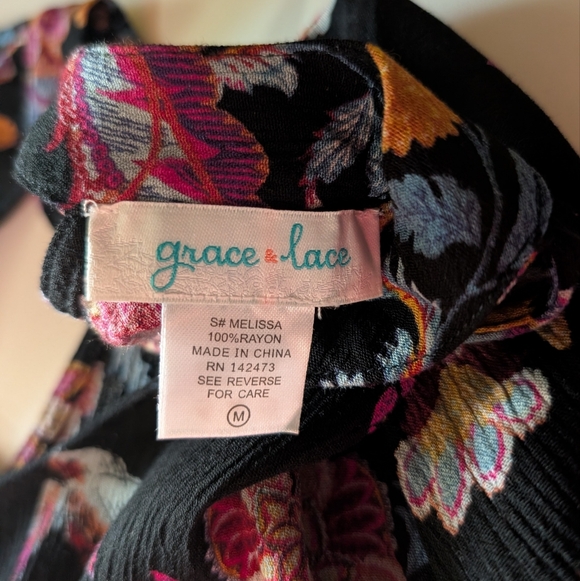 grace & lace
S# MELISSA
100%RAYON
MADE IN CHINA
RN 142473
SEE REVERSE
FOR CARE
M